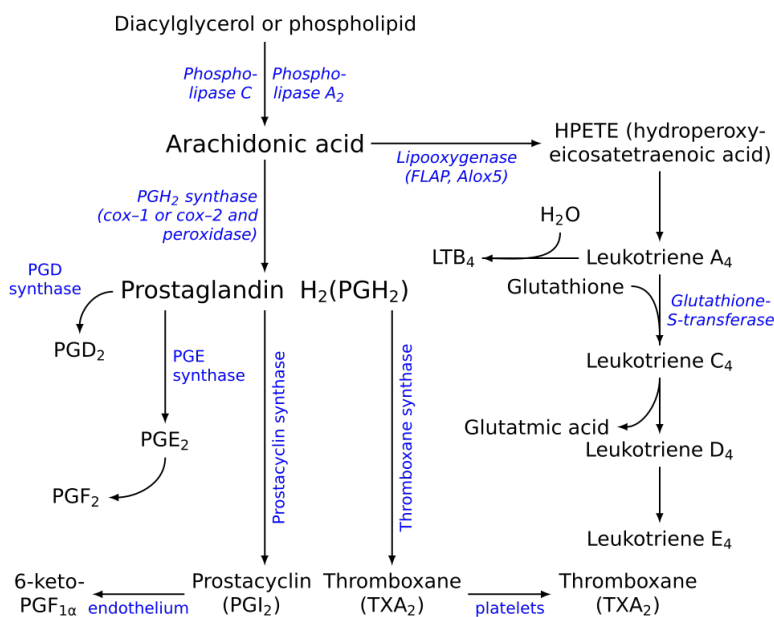 Diacylglycerol or phospholipid
Phospho-
lipase C
Phospho-
lipase A₂
Arachidonic acid
Lipooxygenase
(FLAP, Alox5)
HPETE (hydroperoxy-
eicosatetraenoic acid)
PGH₂ synthase
(cox–1 or cox–2 and
peroxidase)
H₂O
LTB₄
Leukotriene A₄
PGD
synthase
Prostaglandin H₂(PGH₂)
Glutathione
Glutathione-
S-transferase
PGD₂
PGE
synthase
Prostacyclin synthase
Thromboxane synthase
Leukotriene C₄
PGE₂
Glutatmic acid
Leukotriene D₄
PGF₂
Leukotriene E₄
6-keto-
PGF₁α
endothelium
Prostacyclin
(PGI₂)
Thromboxane
(TXA₂)
platelets
Thromboxane
(TXA₂)